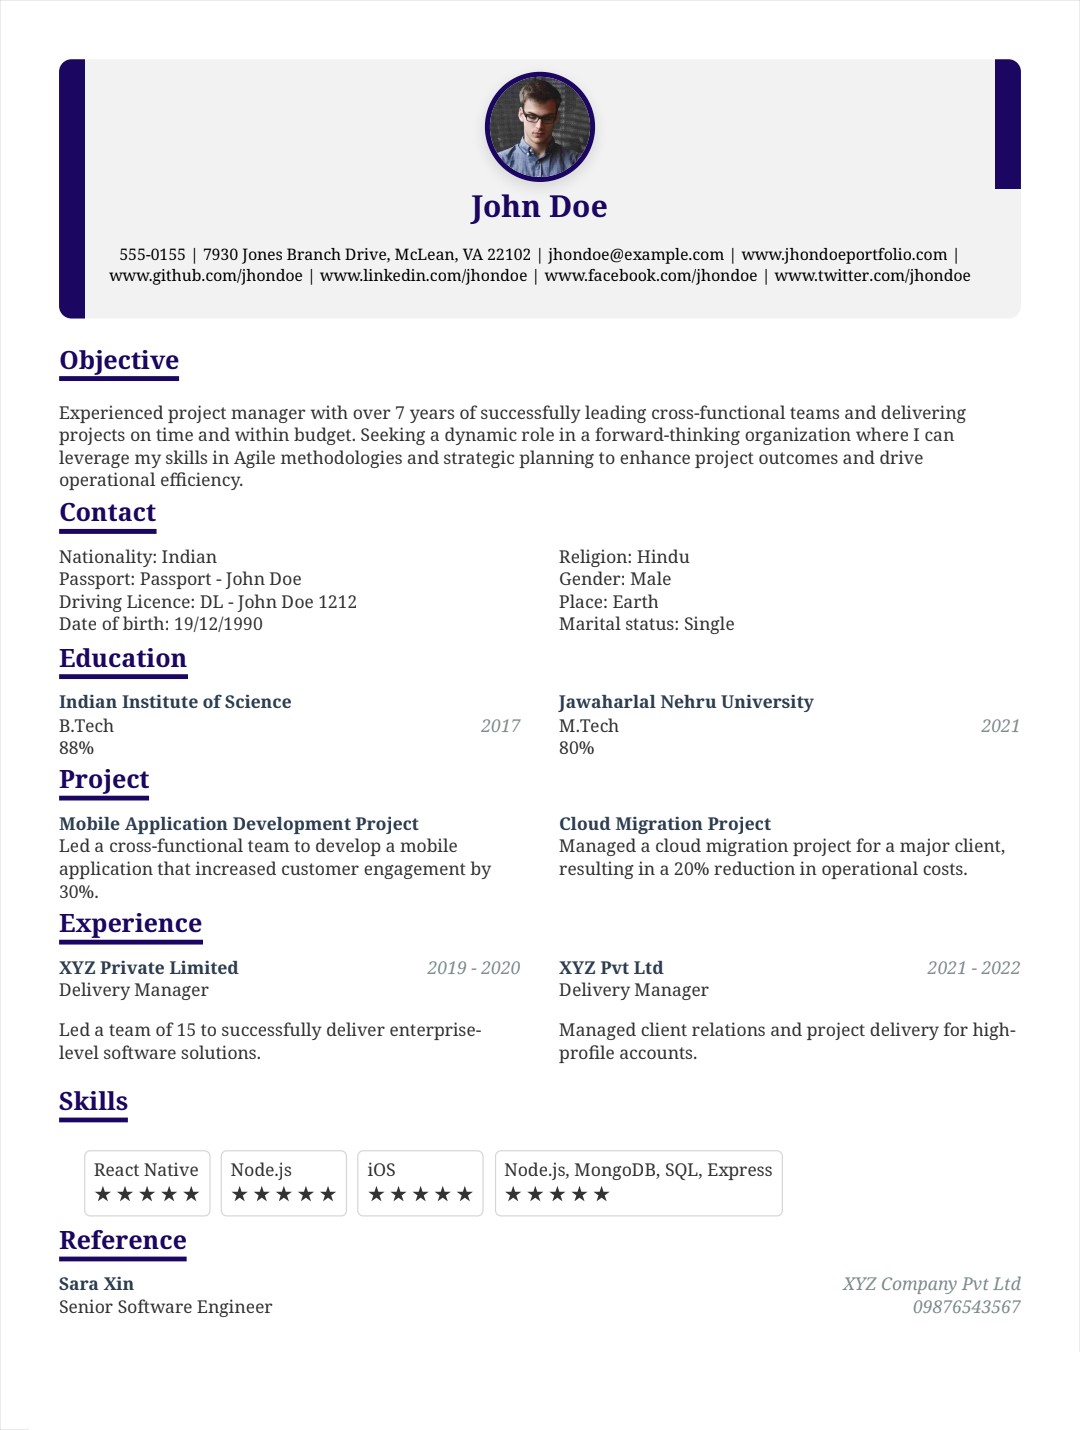 John Doe
555-0155 | 7930 Jones Branch Drive, McLean, VA 22102 | jhondoe@example.com | www.jhondoeportfolio.com |
www.github.com/jhondoe | www.linkedin.com/jhondoe | www.facebook.com/jhondoe | www.twitter.com/jhondoe
Objective
Experienced project manager with over 7 years of successfully leading cross-functional teams and delivering
projects on time and within budget. Seeking a dynamic role in a forward-thinking organization where I can
leverage my skills in Agile methodologies and strategic planning to enhance project outcomes and drive
operational efficiency.
Contact
Nationality: Indian
Passport: Passport - John Doe
Driving Licence: DL - John Doe 1212
Date of birth: 19/12/1990
Religion: Hindu
Gender: Male
Place: Earth
Marital status: Single
Education
Indian Institute of Science
B.Tech 2017
88%
Jawaharlal Nehru University
M.Tech 2021
80%
Project
Mobile Application Development Project
Led a cross-functional team to develop a mobile
application that increased customer engagement by
30%.
Cloud Migration Project
Managed a cloud migration project for a major client,
resulting in a 20% reduction in operational costs.
Experience
XYZ Private Limited 2019 - 2020
Delivery Manager
Led a team of 15 to successfully deliver enterprise-
level software solutions.
XYZ Pvt Ltd 2021 - 2022
Delivery Manager
Managed client relations and project delivery for high-
profile accounts.
Skills
React Native
★★★★★
Node.js
★★★★★
iOS
★★★★★
Node.js, MongoDB, SQL, Express
★★★★★
Reference
Sara Xin XYZ Company Pvt Ltd
Senior Software Engineer 09876543567